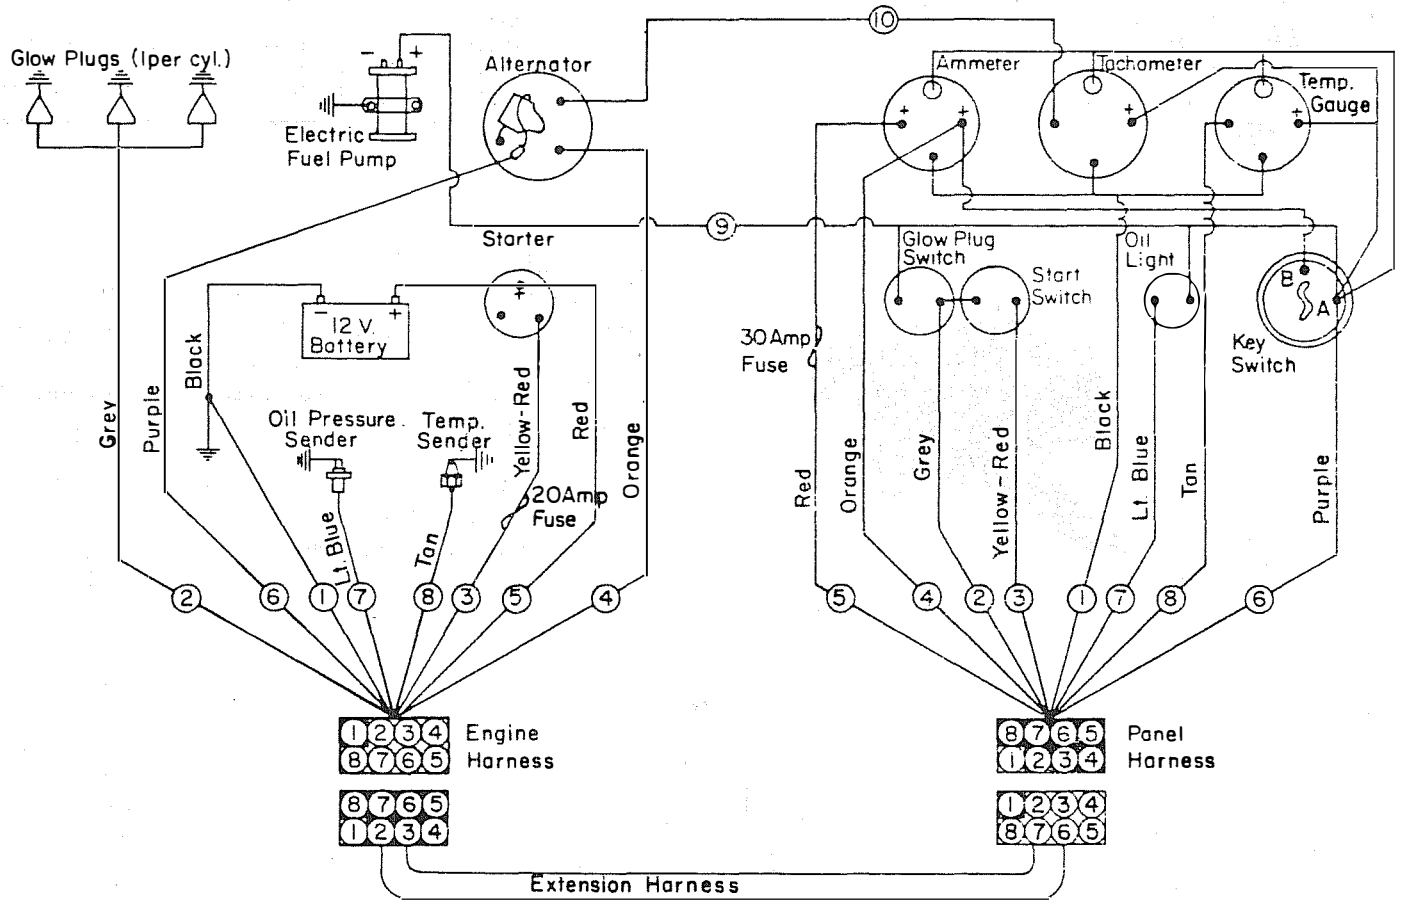 Glow Plugs (1per cyl.)
- +
Electric
Fuel Pump
Alternator
10
Ammeter
Tachometer
Temp.
Gauge
+ +
+
+
9
Starter
+
- +
12 V.
Battery
Black
Grey
Purple
Oil Pressure.
Sender
Temp.
Sender
Yellow-Red
Red
Orange
20Amp
Fuse
Lt. Blue
Tan
Glow Plug
Switch
Start
Switch
Oil
Light
B
A
Key
Switch
30Amp
Fuse
Red
Orange
Grey
Yellow-Red
Black
Lt. Blue
Tan
Purple
2 6 1 7 8 3 5 4
5 4 2 3 1 7 8 6
1 2 3 4
8 7 6 5
Engine
Harness
8 7 6 5
1 2 3 4
8 7 6 5
1 2 3 4
Panel
Harness
1 2 3 4
8 7 6 5
Extension Harness